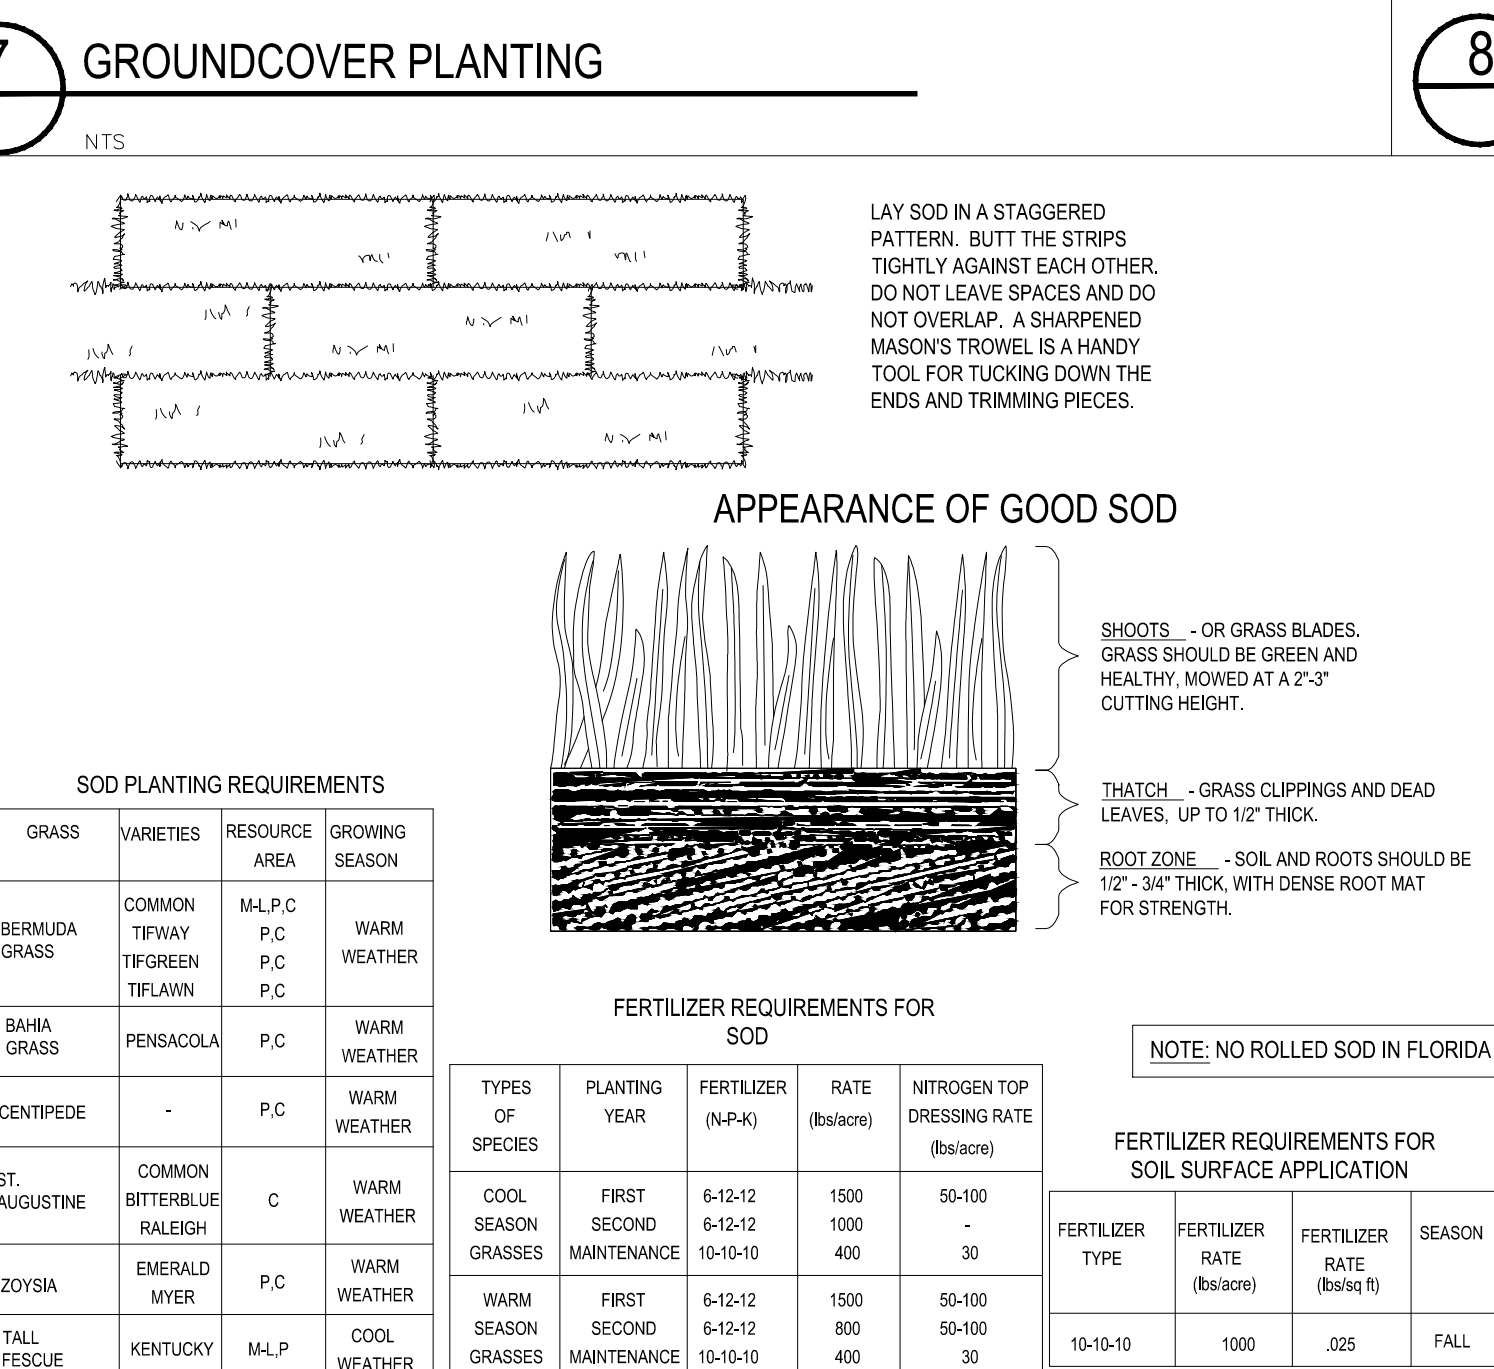 7
GROUNDCOVER PLANTING
NTS
8
LAY SOD IN A STAGGERED
PATTERN. BUTT THE STRIPS
TIGHTLY AGAINST EACH OTHER.
DO NOT LEAVE SPACES AND DO
NOT OVERLAP. A SHARPENED
MASON'S TROWEL IS A HANDY
TOOL FOR TUCKING DOWN THE
ENDS AND TRIMMING PIECES.
APPEARANCE OF GOOD SOD
SHOOTS - OR GRASS BLADES.
GRASS SHOULD BE GREEN AND
HEALTHY, MOWED AT A 2"-3"
CUTTING HEIGHT.
THATCH - GRASS CLIPPINGS AND DEAD
LEAVES, UP TO 1/2" THICK.
ROOT ZONE - SOIL AND ROOTS SHOULD BE
1/2" - 3/4" THICK, WITH DENSE ROOT MAT
FOR STRENGTH.
SOD PLANTING REQUIREMENTS
GRASS VARIETIES RESOURCE GROWING
AREA SEASON
BERMUDA
GRASS
COMMON M-L,P,C
TIFWAY P,C
TIFGREEN P,C
TIFLAWN P,C
WARM
WEATHER
BAHIA
GRASS
PENSACOLA P,C
WARM
WEATHER
CENTIPEDE - P,C
WARM
WEATHER
ST.
AUGUSTINE
COMMON
BITTERBLUE
RALEIGH
C
WARM
WEATHER
ZOYSIA
EMERALD
MYER
P,C
WARM
WEATHER
TALL
FESCUE
KENTUCKY M-L,P
COOL
WEATHER
FERTILIZER REQUIREMENTS FOR
SOD
TYPES PLANTING FERTILIZER RATE NITROGEN TOP
OF YEAR (N-P-K) (lbs/acre) DRESSING RATE
SPECIES (lbs/acre)
COOL FIRST 6-12-12 1500 50-100
SEASON SECOND 6-12-12 1000 -
GRASSES MAINTENANCE 10-10-10 400 30
WARM FIRST 6-12-12 1500 50-100
SEASON SECOND 6-12-12 800 50-100
GRASSES MAINTENANCE 10-10-10 400 30
NOTE: NO ROLLED SOD IN FLORIDA
FERTILIZER REQUIREMENTS FOR
SOIL SURFACE APPLICATION
FERTILIZER FERTILIZER FERTILIZER SEASON
TYPE RATE RATE
(lbs/acre) (lbs/sq ft)
10-10-10 1000 .025 FALL